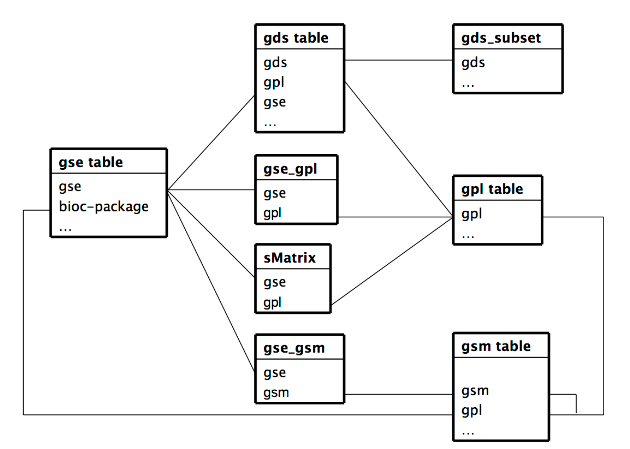 gds table
gds
gpl
gse
...
gds_subset
gds
...
gse table
gse
bioc-package
...
gse_gpl
gse
gpl
gpl table
gpl
...
sMatrix
gse
gpl
gse_gsm
gse
gsm
gsm table
gsm
gpl
...